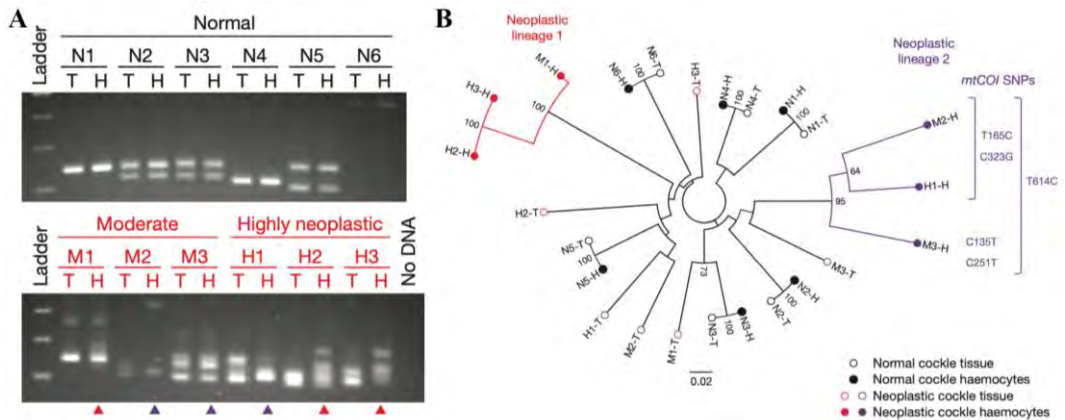 A
Normal
Ladder
N1 N2 N3 N4 N5 N6
T H T H T H T H T H T H
Moderate Highly neoplastic
Ladder
M1 M2 M3 H1 H2 H3
No DNA
T H T H T H T H T H T H
B
Neoplastic
lineage 1
Neoplastic
lineage 2
mtCOI SNPs
M1-H
H3-H
H2-H
100
100
N6-H
N6-T
100
H3-T
N4-H
N4-T
100
N1-H
N1-T
100
M2-H
H1-H
M3-H
64
95
T165C
C323G
T614C
C135T
C251T
M3-T
N2-H
N2-T
100
N3-H
N3-T
100
73
M1-T
M2-T
H1-T
N5-T
N5-H
100
H2-T
0.02
Normal cockle tissue
Normal cockle haemocytes
Neoplastic cockle tissue
Neoplastic cockle haemocytes